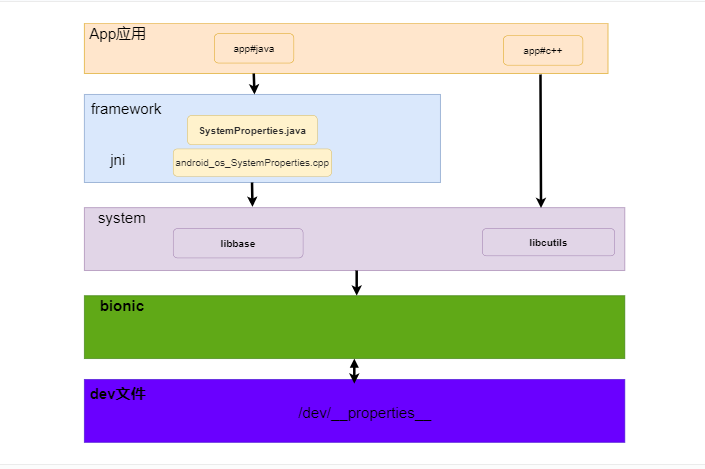 App应用
app#java
app#c++
framework
SystemProperties.java
jni
android_os_SystemProperties.cpp
system
libbase
libcutils
bionic
dev文件
/dev/__properties__